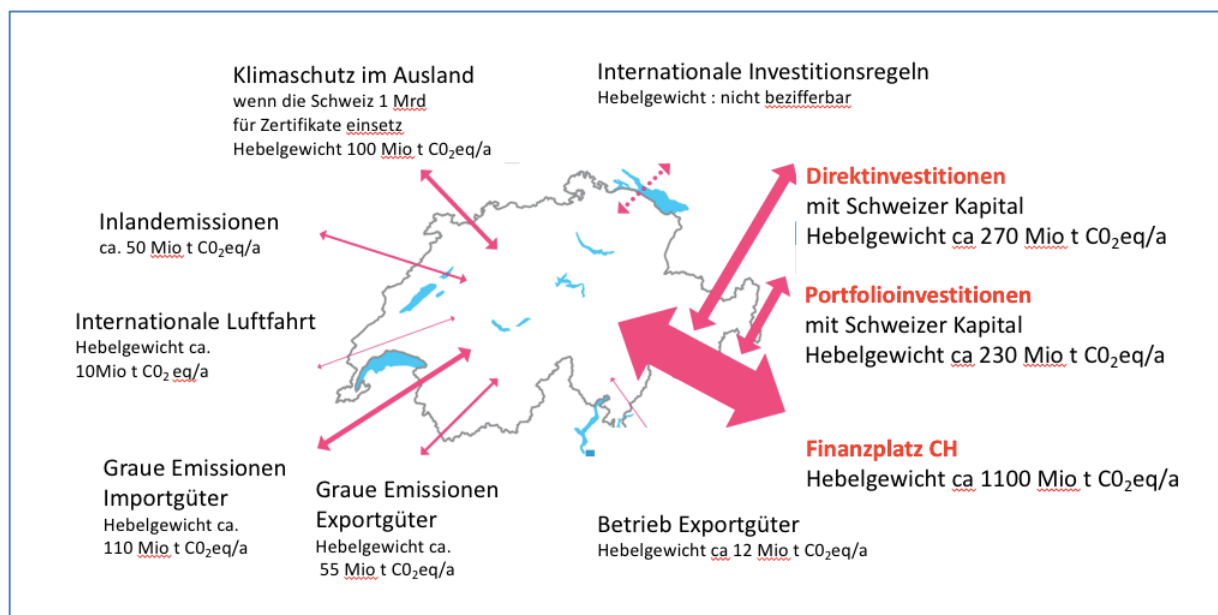 Klimaschutz im Ausland
wenn die Schweiz 1 Mrd
für Zertifikate einsetz
Hebelgewicht 100 Mio t C0₂eq/a
Internationale Investitionsregeln
Hebelgewicht : nicht bezifferbar
Inlandemissionen
ca. 50 Mio t C0₂eq/a
Direktinvestitionen
mit Schweizer Kapital
Hebelgewicht ca 270 Mio t C0₂eq/a
Internationale Luftfahrt
Hebelgewicht ca.
10Mio t C0₂ eq/a
Portfolioinvestitionen
mit Schweizer Kapital
Hebelgewicht ca 230 Mio t C0₂eq/a
Finanzplatz CH
Hebelgewicht ca 1100 Mio t C0₂eq/a
Graue Emissionen
Importgüter
Hebelgewicht ca.
110 Mio t C0₂eq/a
Graue Emissionen
Exportgüter
Hebelgewicht ca.
55 Mio t C0₂eq/a
Betrieb Exportgüter
Hebelgewicht ca 12 Mio t C0₂eq/a